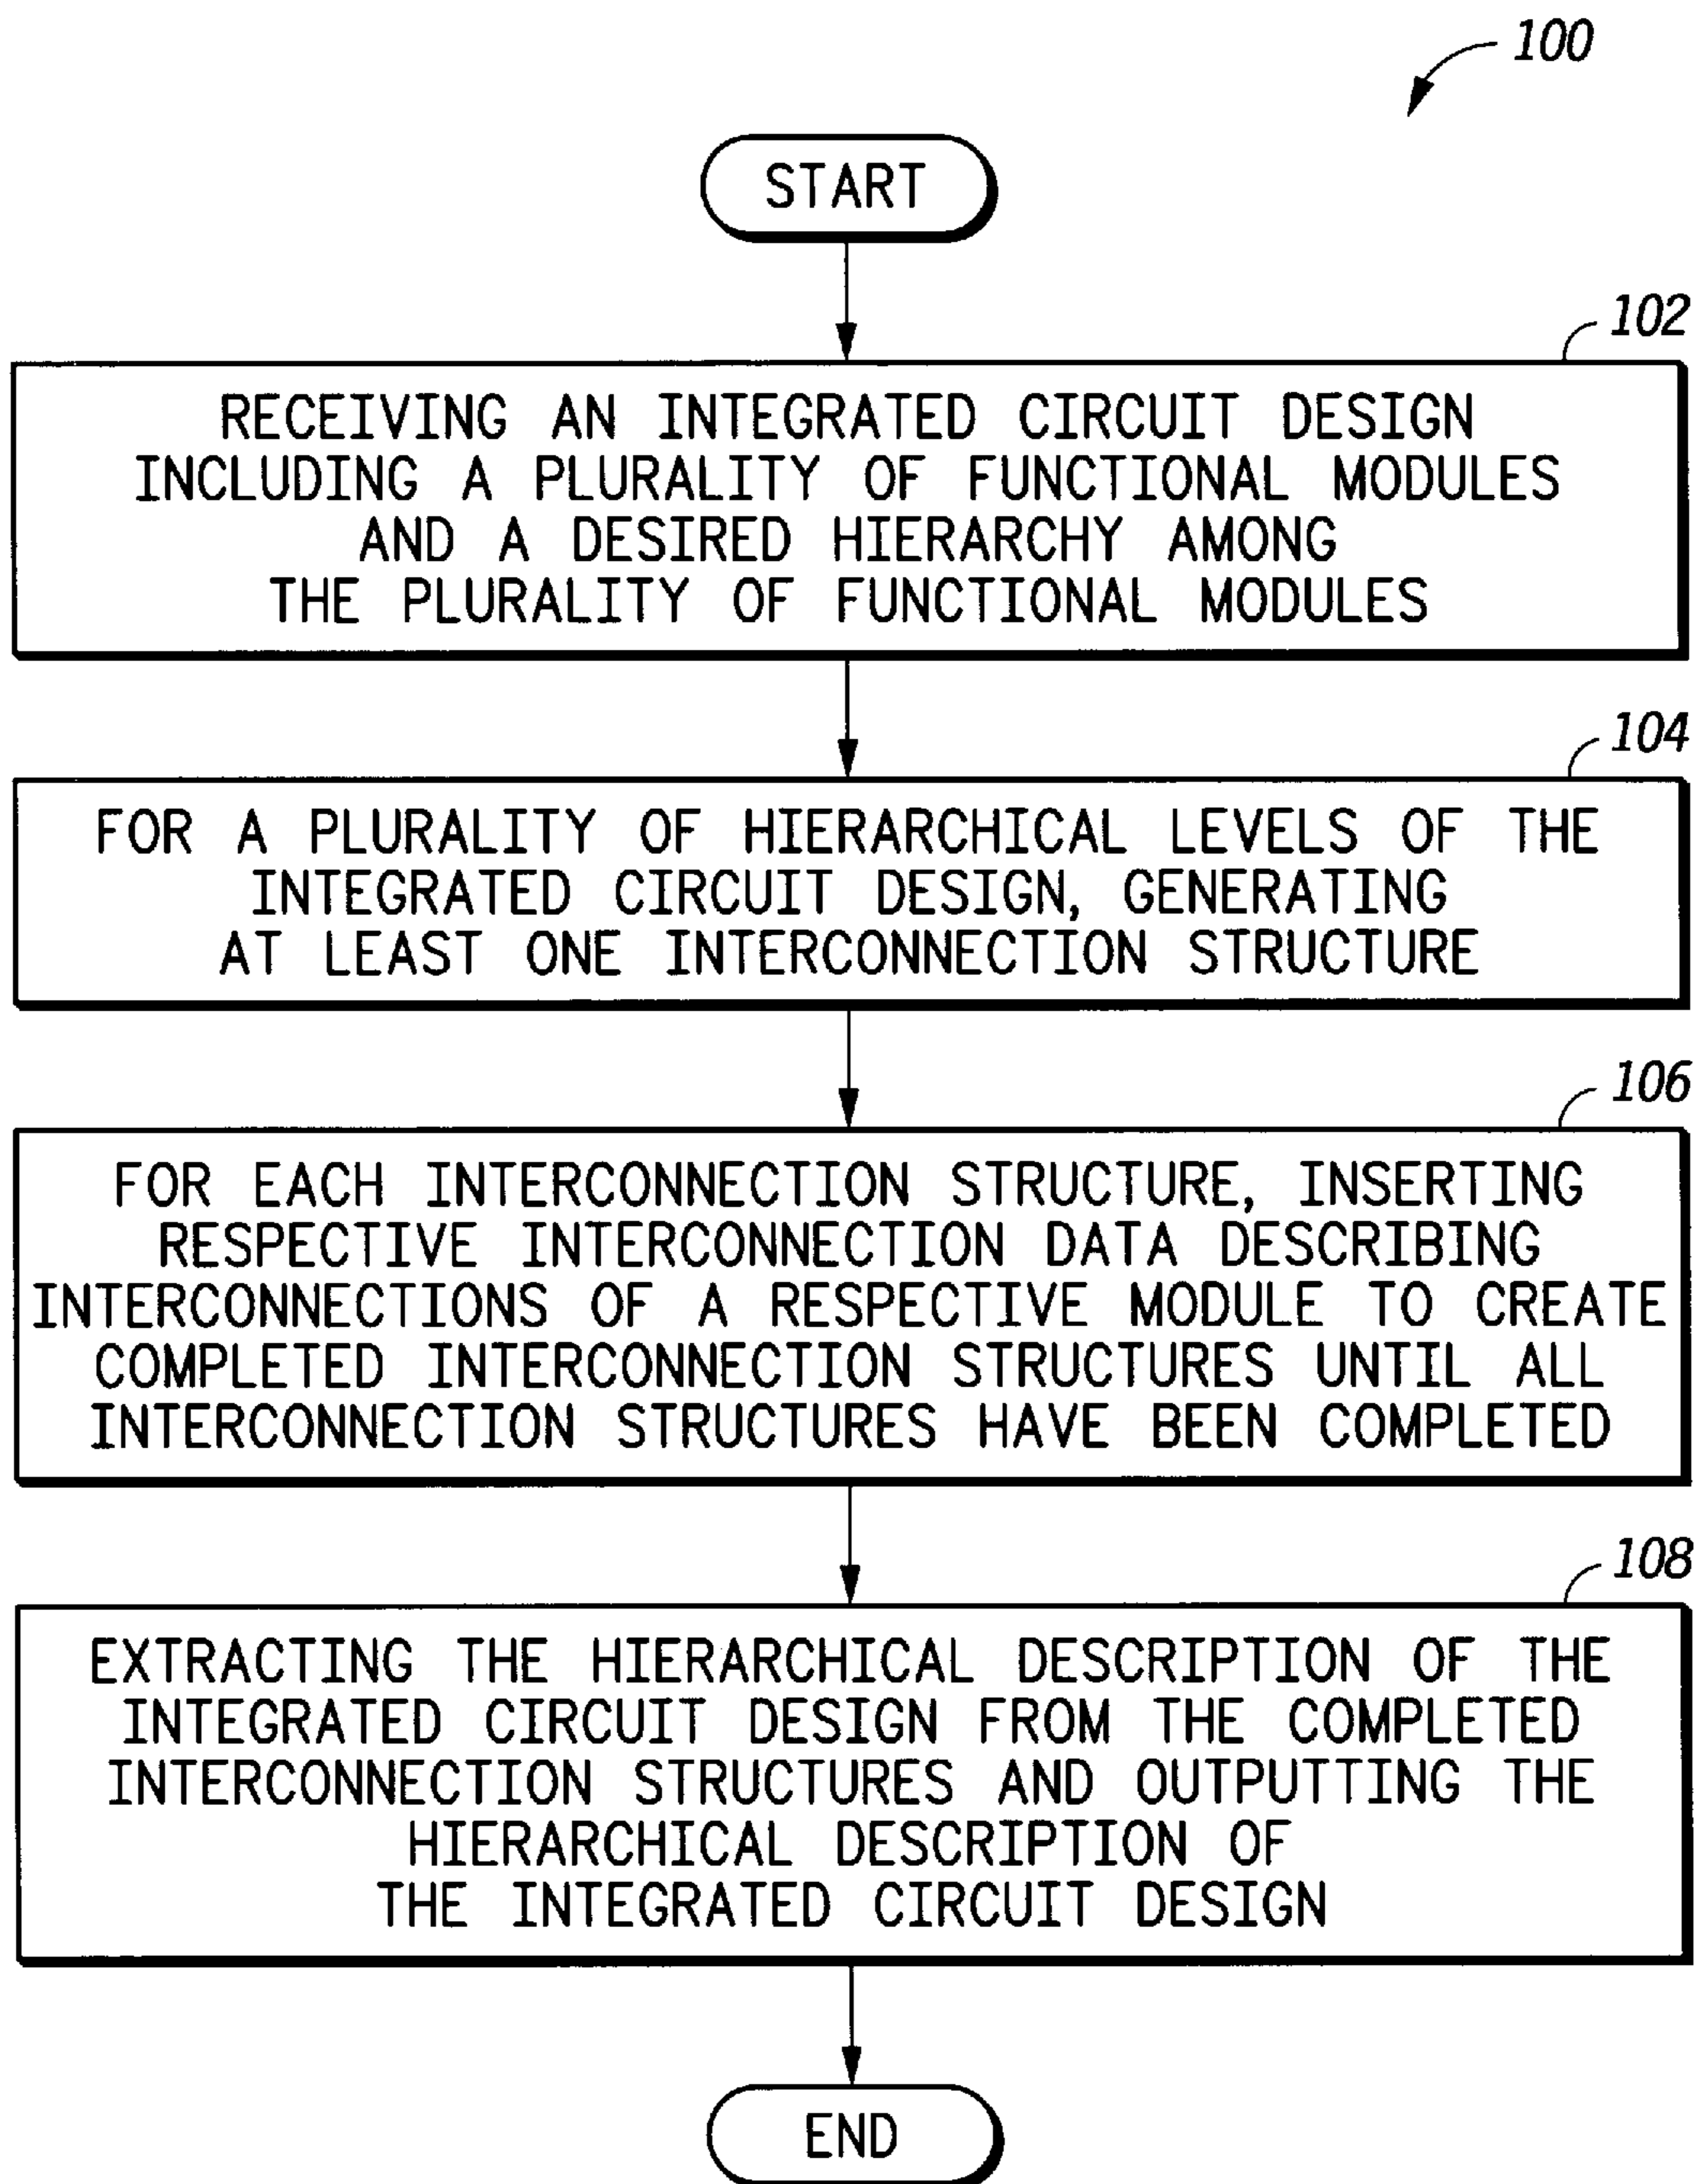 100
START
102
RECEIVING AN INTEGRATED CIRCUIT DESIGN
INCLUDING A PLURALITY OF FUNCTIONAL MODULES
AND A DESIRED HIERARCHY AMONG
THE PLURALITY OF FUNCTIONAL MODULES
104
FOR A PLURALITY OF HIERARCHICAL LEVELS OF THE
INTEGRATED CIRCUIT DESIGN, GENERATING
AT LEAST ONE INTERCONNECTION STRUCTURE
106
FOR EACH INTERCONNECTION STRUCTURE, INSERTING
RESPECTIVE INTERCONNECTION DATA DESCRIBING
INTERCONNECTIONS OF A RESPECTIVE MODULE TO CREATE
COMPLETED INTERCONNECTION STRUCTURES UNTIL ALL
INTERCONNECTION STRUCTURES HAVE BEEN COMPLETED
108
EXTRACTING THE HIERARCHICAL DESCRIPTION OF THE
INTEGRATED CIRCUIT DESIGN FROM THE COMPLETED
INTERCONNECTION STRUCTURES AND OUTPUTTING THE
HIERARCHICAL DESCRIPTION OF
THE INTEGRATED CIRCUIT DESIGN
END